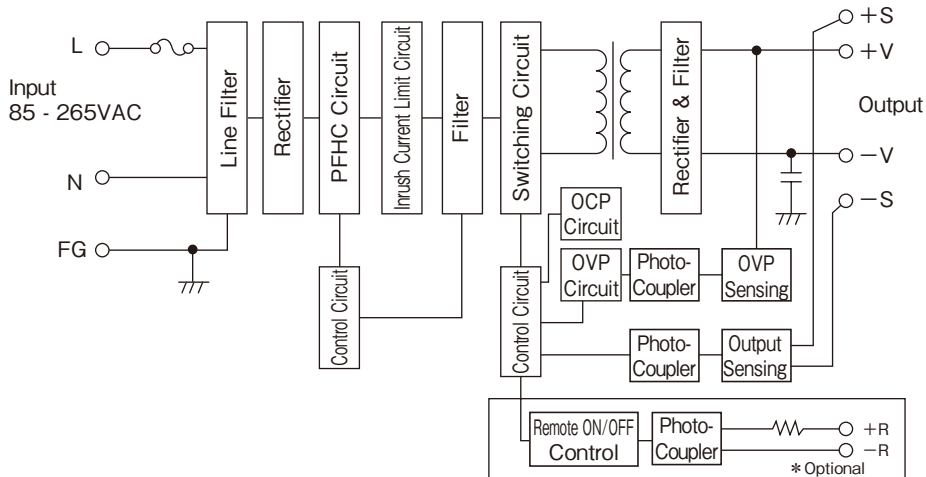 L
Input
85 - 265VAC
N
FG
Line Filter
Rectifier
PFHC Circuit
Inrush Current Limit Circuit
Filter
Switching Circuit
Rectifier & Filter
+S
+V
Output
−V
−S
Control Circuit
Control Circuit
OCP
Circuit
OVP
Circuit
Photo-
Coupler
OVP
Sensing
Photo-
Coupler
Output
Sensing
Remote ON/OFF
Control
Photo-
Coupler
+R
−R
*Optional